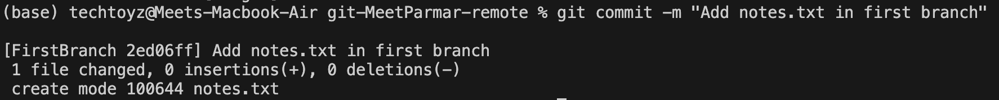 (base) techtoyz@Meets-Macbook-Air git-MeetParmar-remote % git commit -m "Add notes.txt in first branch"
[FirstBranch 2ed06ff] Add notes.txt in first branch
1 file changed, 0 insertions(+), 0 deletions(-)
create mode 100644 notes.txt